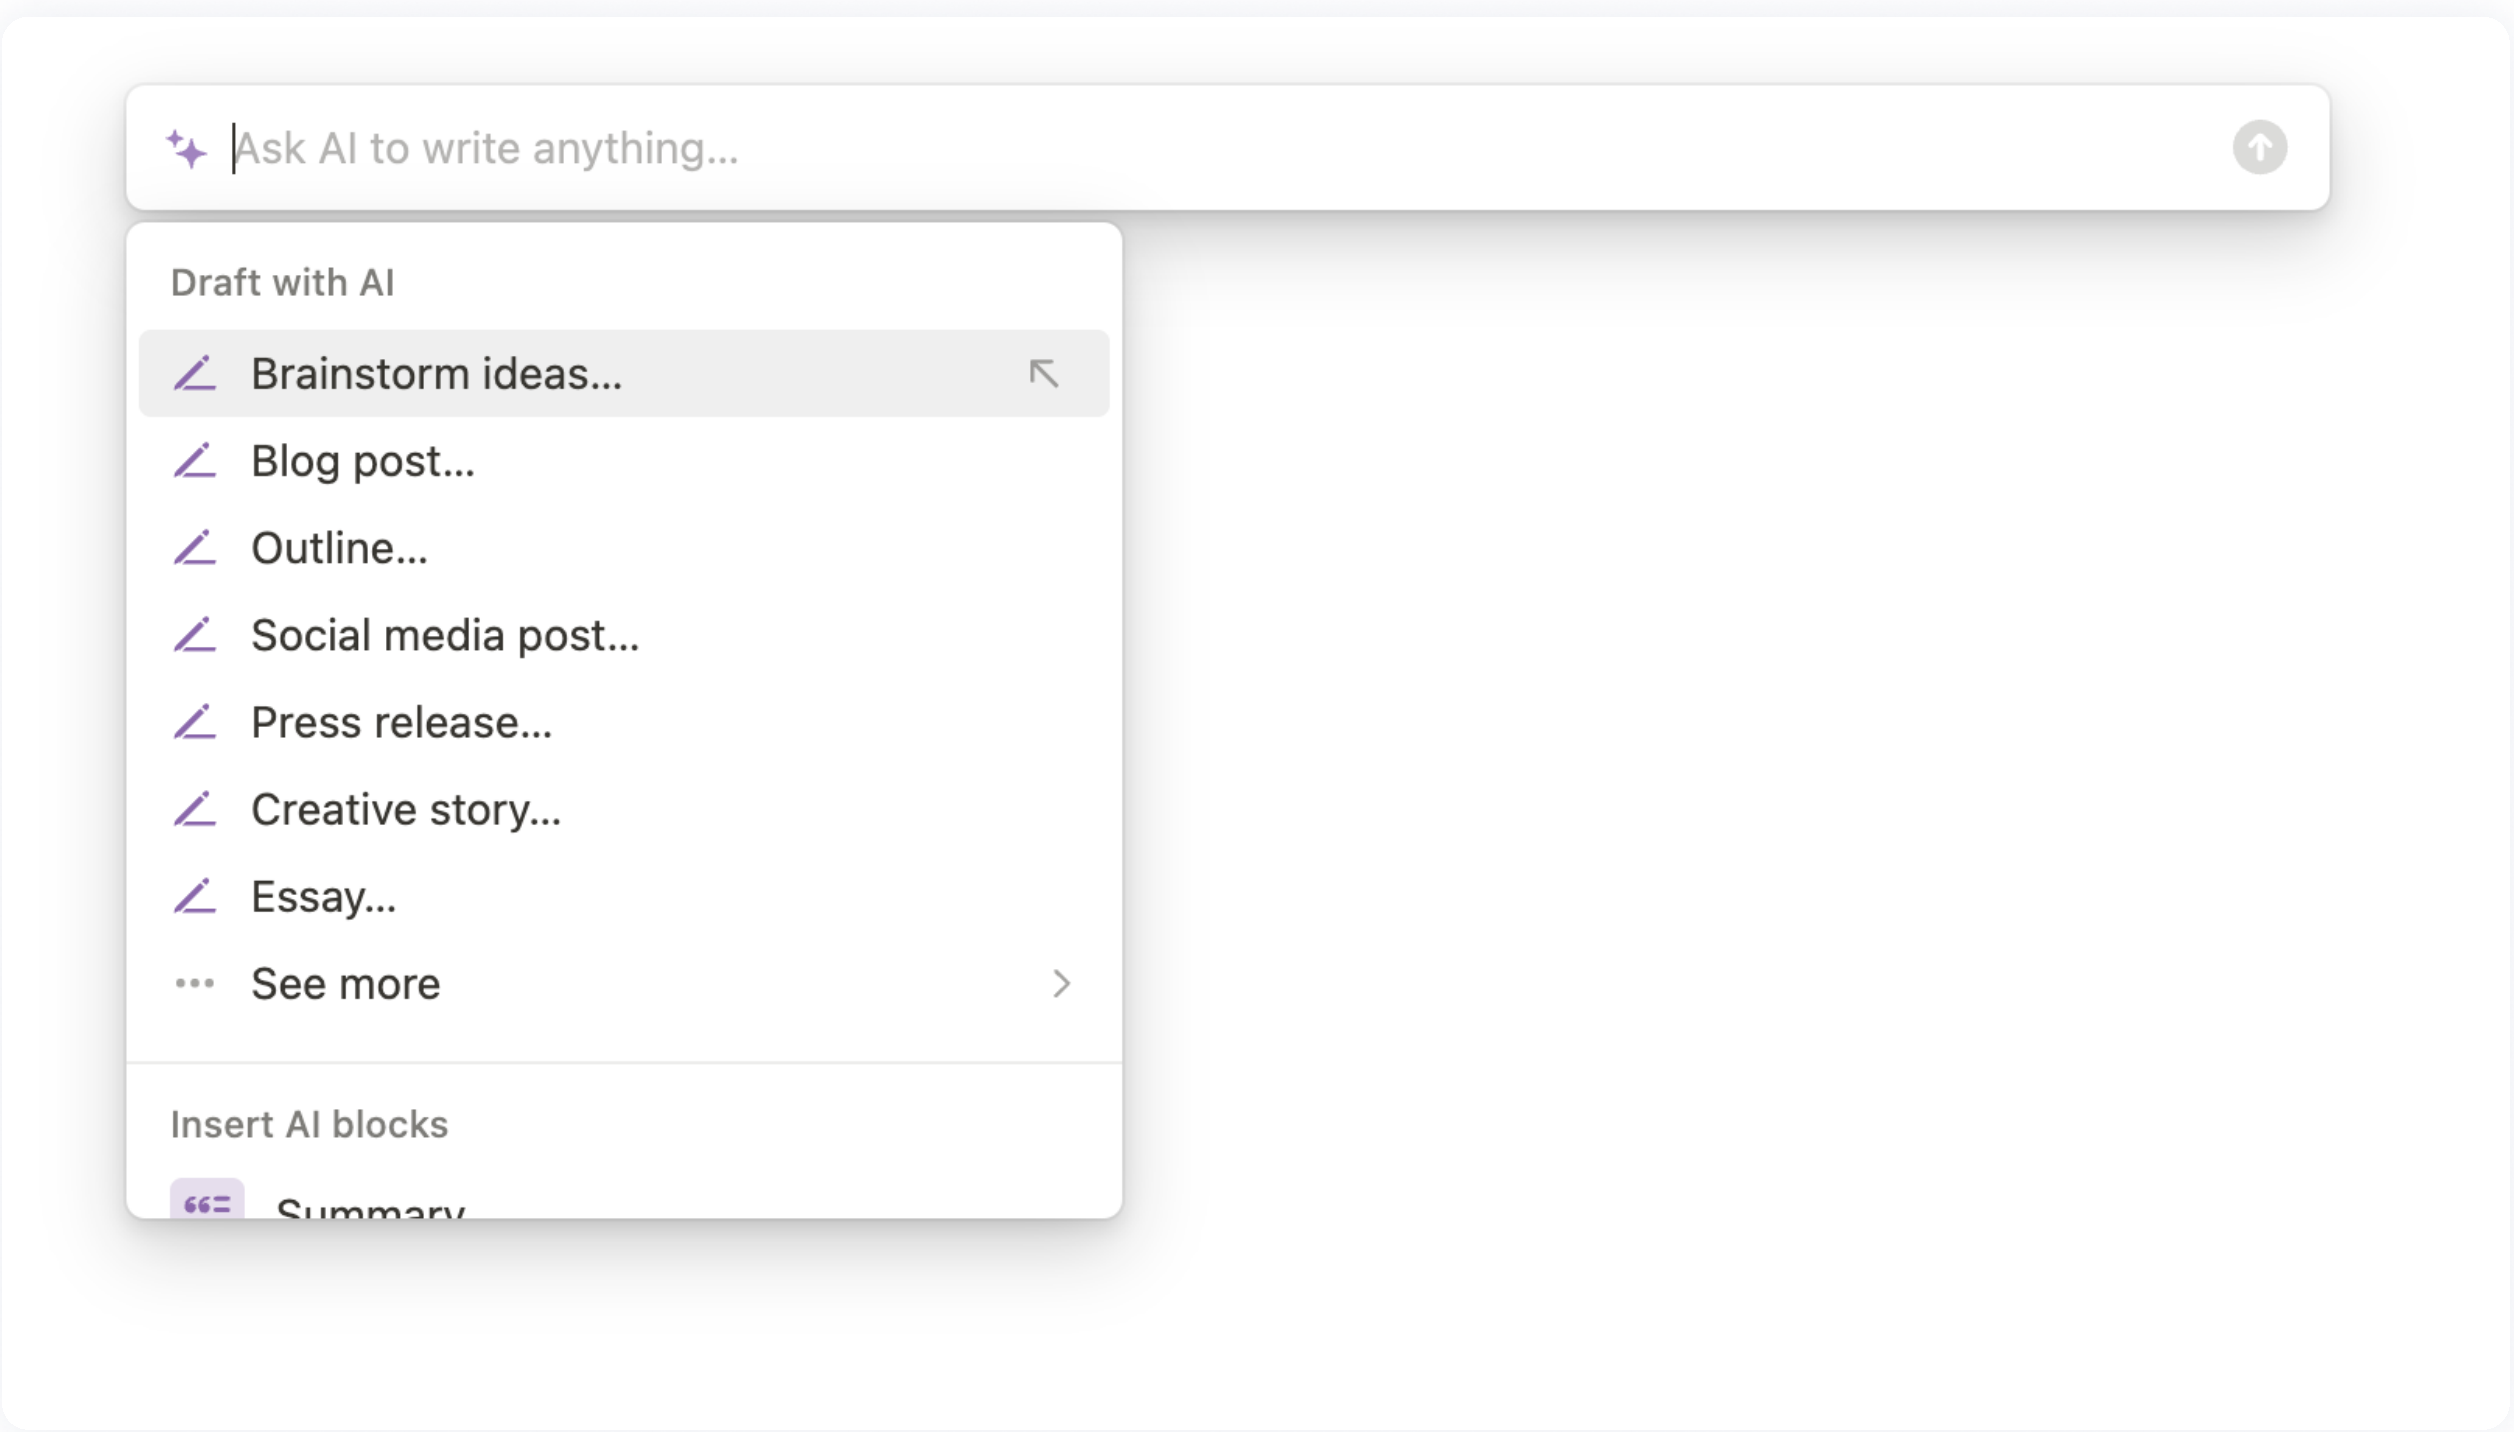 Ask AI to write anything...
Draft with AI
Brainstorm ideas...
Blog post...
Outline...
Social media post...
Press release...
Creative story...
Essay...
See more
Insert AI blocks
Summary